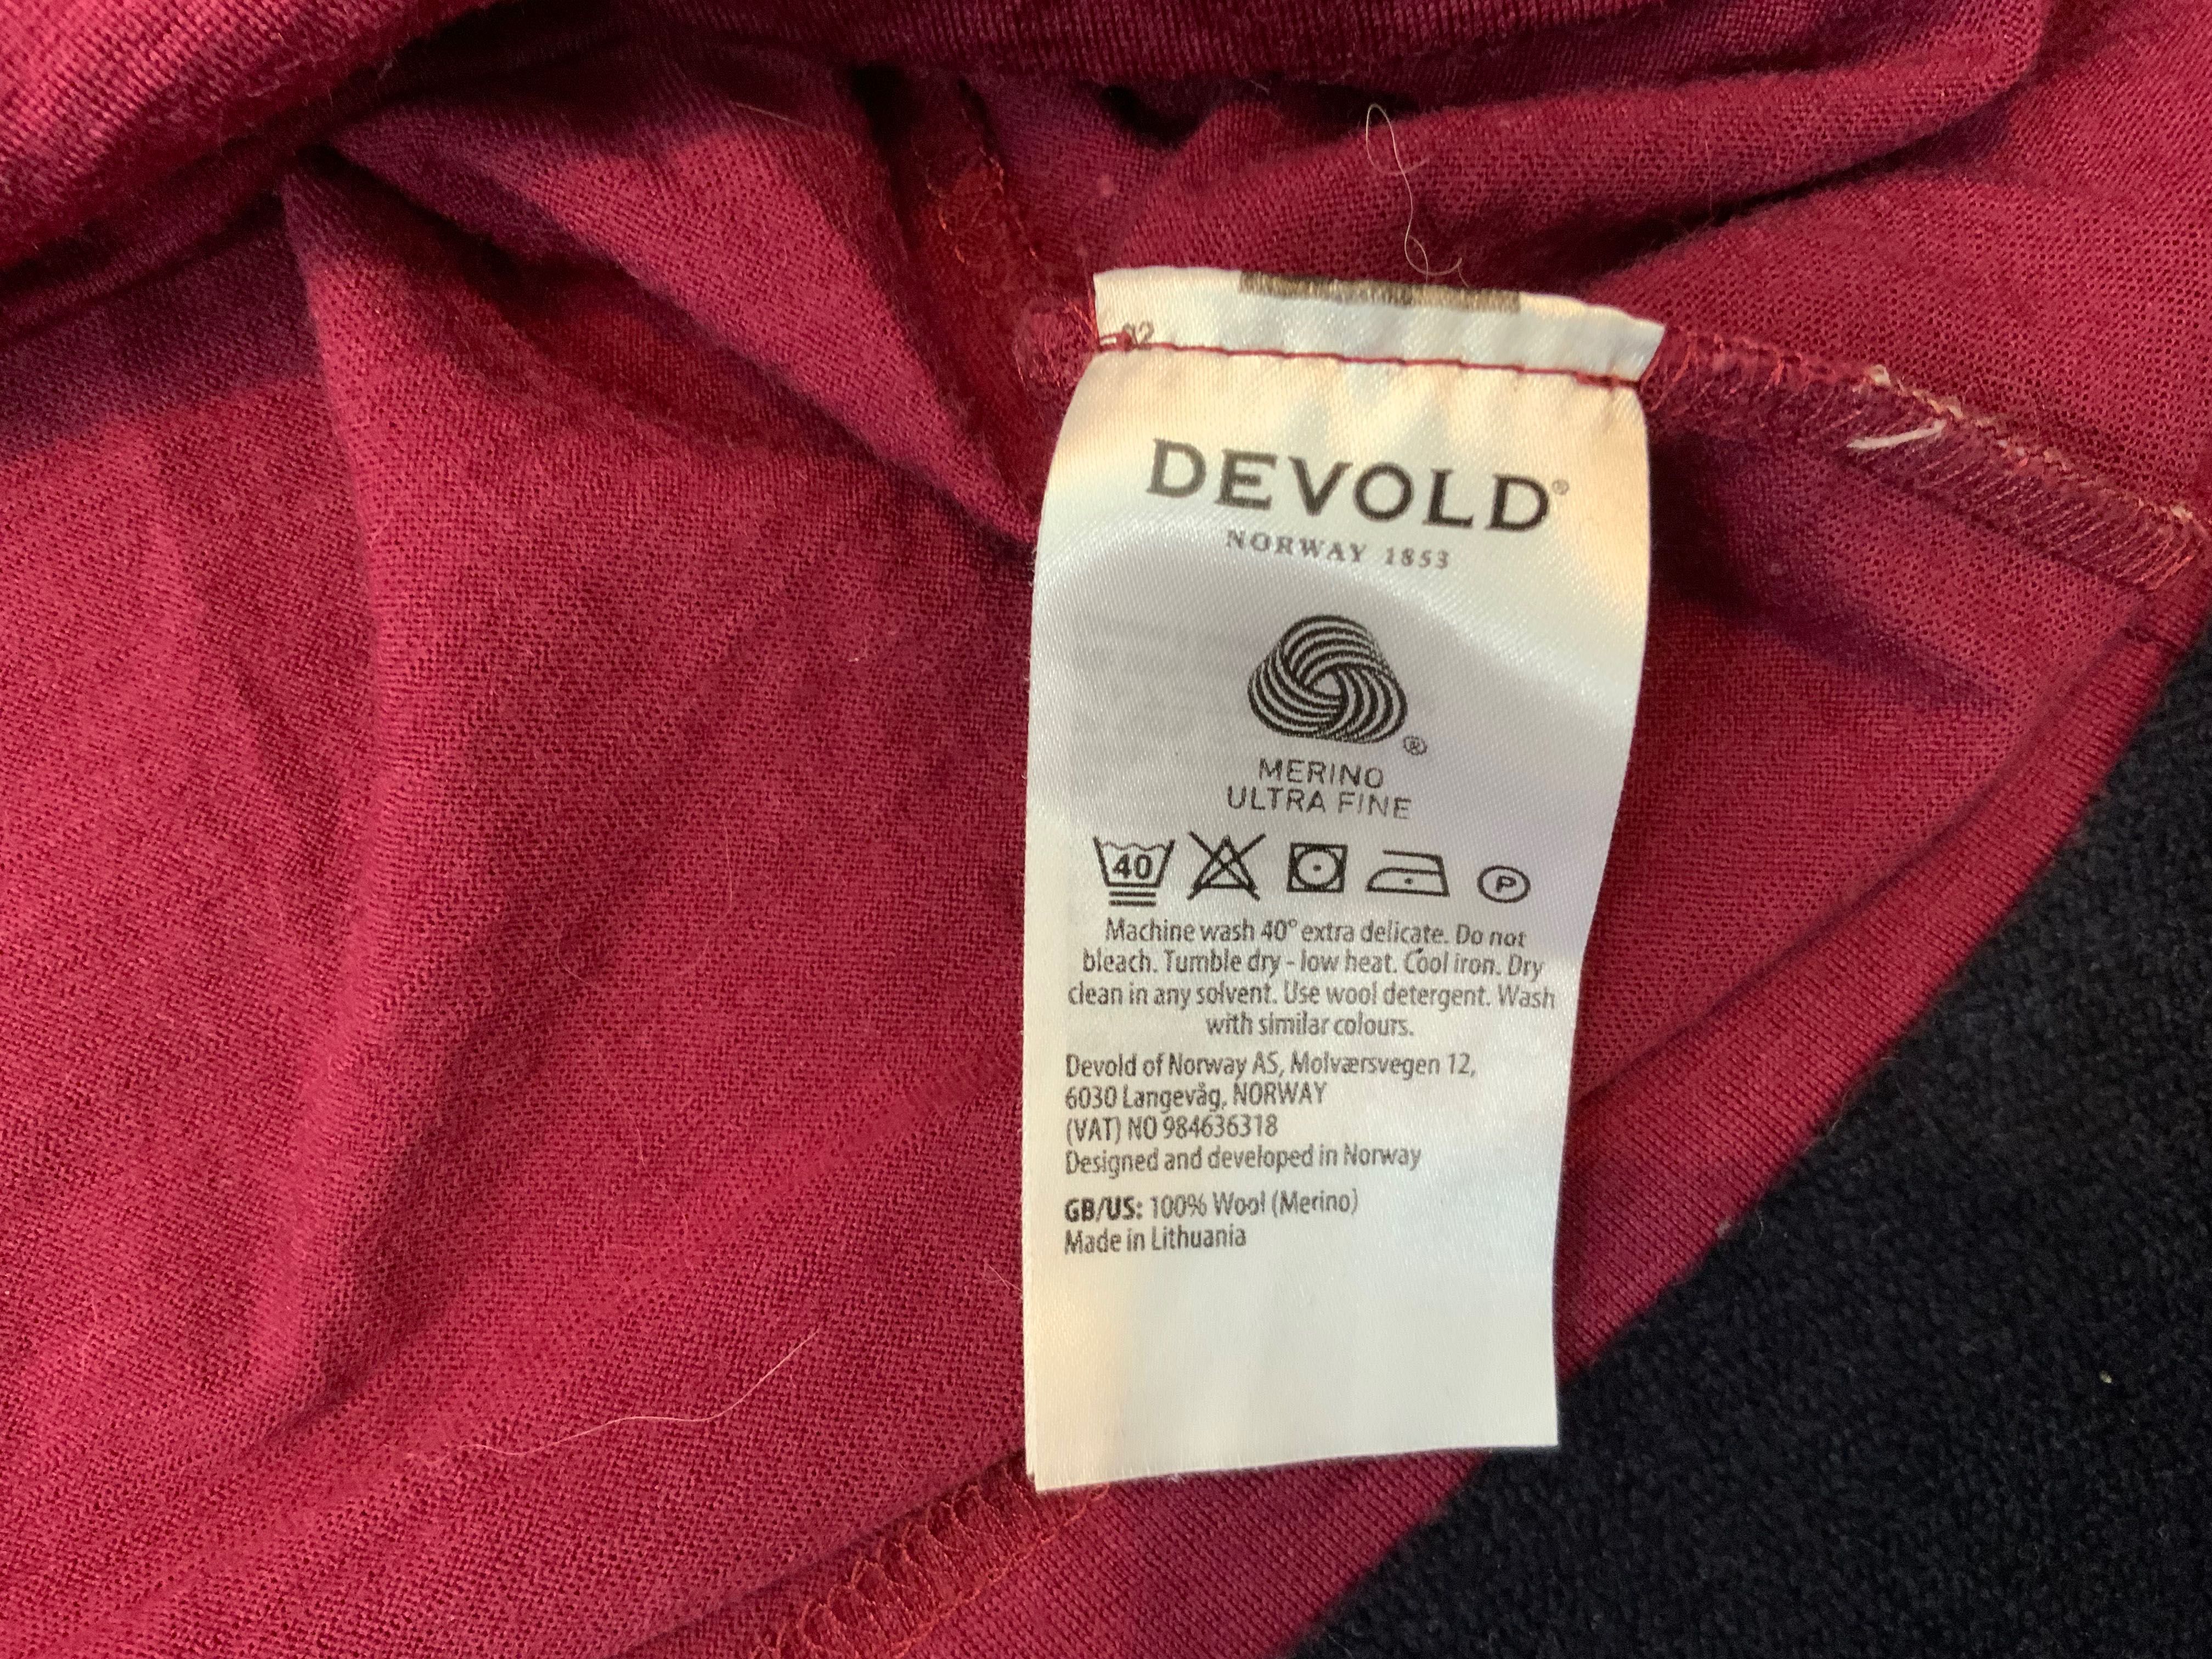 DEVOLD®
NORWAY 1853
®
MERINO
ULTRA FINE
40 P
Machine wash 40° extra delicate. Do not
bleach. Tumble dry - low heat. Cool iron. Dry
clean in any solvent. Use wool detergent. Wash
with similar colours.
Devold of Norway AS, Molværsvegen 12,
6030 Langevåg, NORWAY
(VAT) NO 984636318
Designed and developed in Norway
GB/US: 100% Wool (Merino)
Made in Lithuania